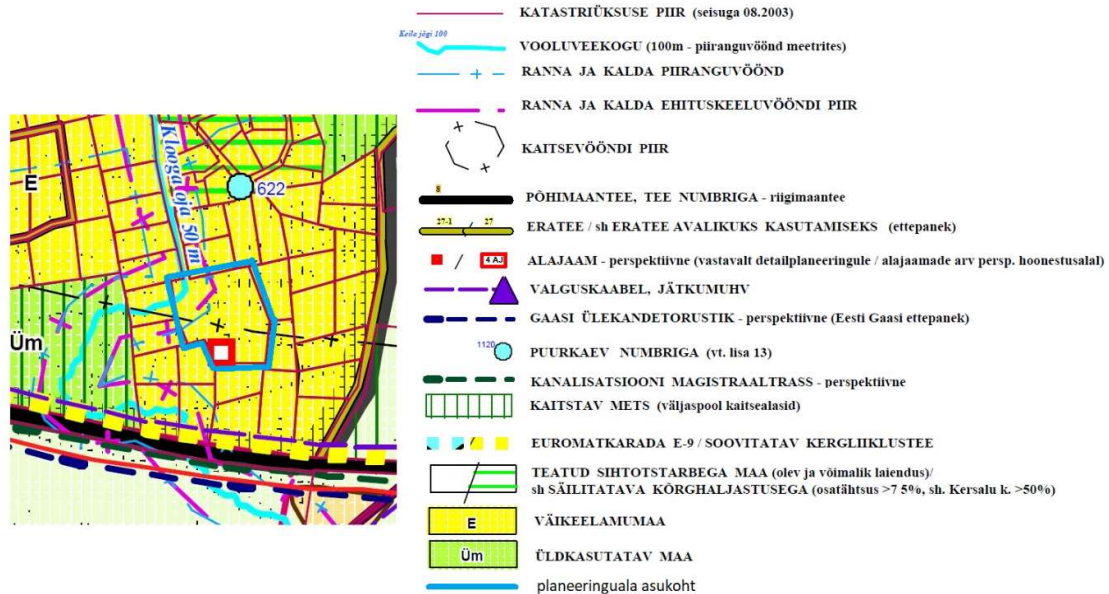 E
Klooga oja 50 m
622
Üm
KATASTRIÜKSUSE PIIR (seisuga 08.2003)
Keila jõgi 100
VOOLUVEEKOGU (100m - piiranguvöönd meetrites)
RANNA JA KALDA PIIRANGUVÖÖND
RANNA JA KALDA EHITUSKEELUVÖÖNDI PIIR
KAITSEVÖÖNDI PIIR
8
PÕHIMAANTEE, TEE NUMBRIGA - riigimaantee
27-1 27
ERATEE / sh ERATEE AVALIKUKS KASUTAMISEKS (ettepanek)
4 AJ
ALAJAAM - perspektiivne (vastavalt detailplaneeringule / alajaamade arv persp. hoonestusalal)
VALGUSKAABEL, JÄTKUMUHV
GAASI ÜLEKANDETORUSTIK - perspektiivne (Eesti Gaasi ettepanek)
1120
PUURKAEV NUMBRIGA (vt. lisa 13)
KANALISATSIOONI MAGISTRAALTRASS - perspektiivne
KAITSTAV METS (väljaspool kaitsealasid)
EUROMATKARADA E-9 / SOOVITATAV KERGLIIKLUSTEE
TEATUD SIHTOTSTARBEGA MAA (olev ja võimalik laiendus)/
sh SÄILITATAVA KÕRGHALJASTUSEGA (osatähtsus >7 5%, sh. Kersalu k. >50%)
E
VÄIKEELAMUMAA
Üm
ÜLDKASUTATAV MAA
planeeringuala asukoht